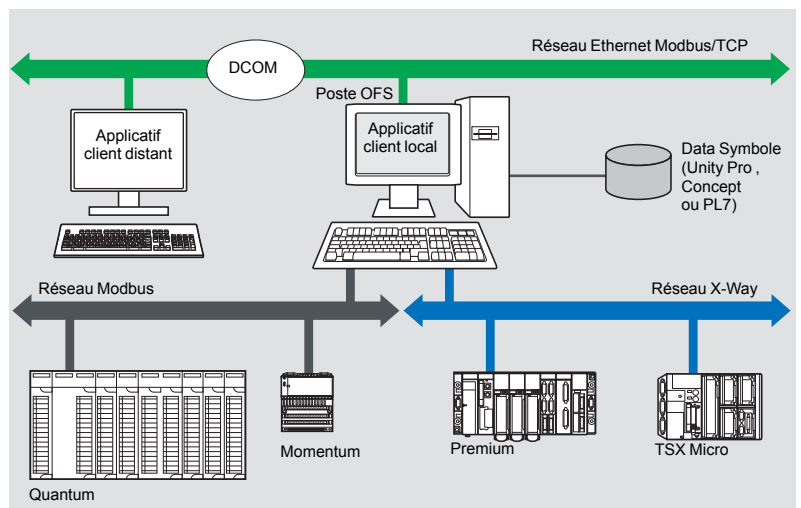 Réseau Ethernet Modbus/TCP
DCOM
Poste OFS
Applicatif
client distant
Applicatif
client local
Data Symbole
(Unity Pro ,
Concept
ou PL7)
Réseau Modbus
Réseau X-Way
Momentum
Premium
TSX Micro
Quantum